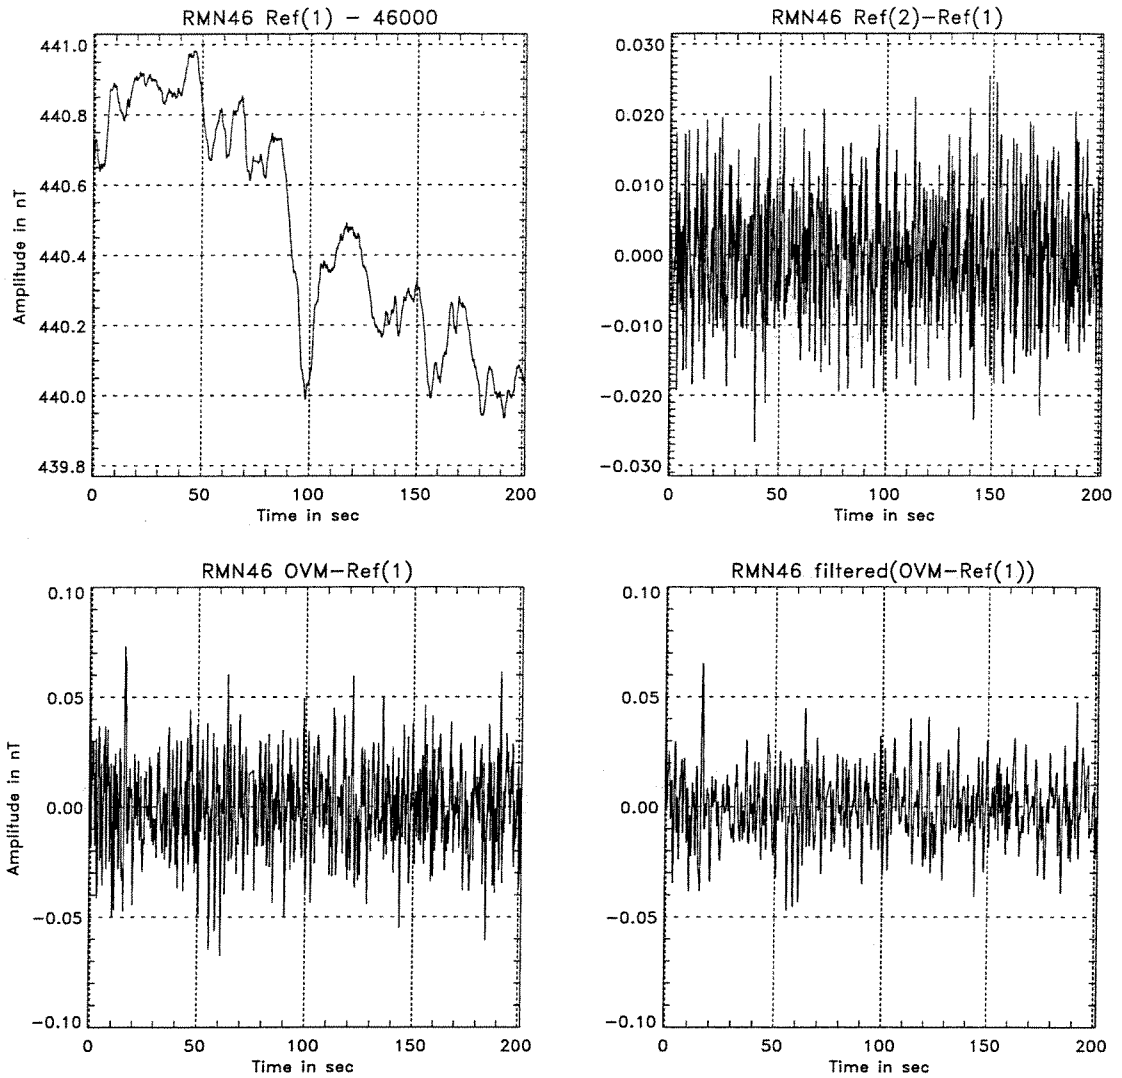 RMN46 Ref(1) – 46000
441.0
440.8
440.6
440.4
440.2
440.0
439.8
Amplitude in nT
0 50 100 150 200
Time in sec
RMN46 Ref(2)–Ref(1)
0.030
0.020
0.010
0.000
−0.010
−0.020
−0.030
0 50 100 150 200
Time in sec
RMN46 OVM–Ref(1)
0.10
0.05
0.00
−0.05
−0.10
Amplitude in nT
0 50 100 150 200
Time in sec
RMN46 filtered(OVM–Ref(1))
0.10
0.05
0.00
−0.05
−0.10
0 50 100 150 200
Time in sec